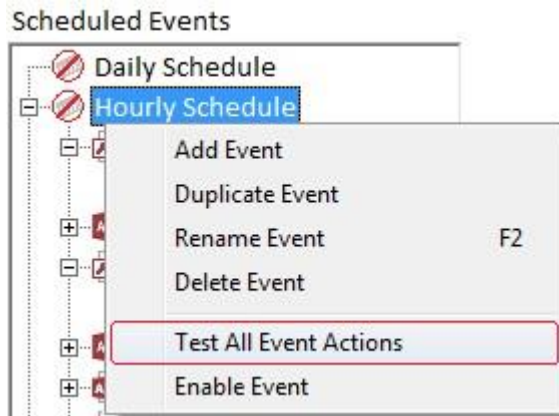 Scheduled Events
Daily Schedule
Hourly Schedule
Add Event
Duplicate Event
Rename Event F2
Delete Event
Test All Event Actions
Enable Event